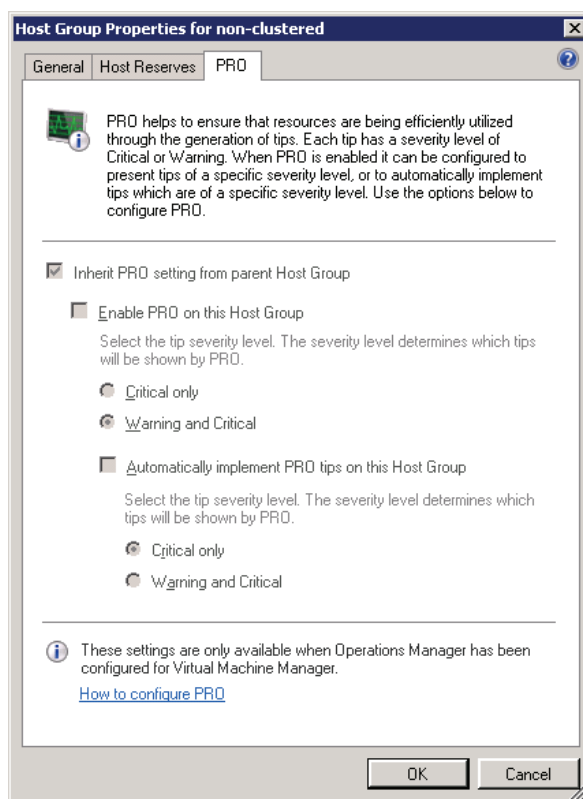 Host Group Properties for non-clustered
General Host Reserves PRO
PRO helps to ensure that resources are being efficiently utilized
through the generation of tips. Each tip has a severity level of
Critical or Warning. When PRO is enabled it can be configured to
present tips of a specific severity level, or to automatically implement
tips which are of a specific severity level. Use the options below to
configure PRO.
Inherit PRO setting from parent Host Group
Enable PRO on this Host Group
Select the tip severity level. The severity level determines which tips
will be shown by PRO.
Critical only
Warning and Critical
Automatically implement PRO tips on this Host Group
Select the tip severity level. The severity level determines which
tips will be shown by PRO.
Critical only
Warning and Critical
These settings are only available when Operations Manager has been
configured for Virtual Machine Manager.
How to configure PRO
OK Cancel